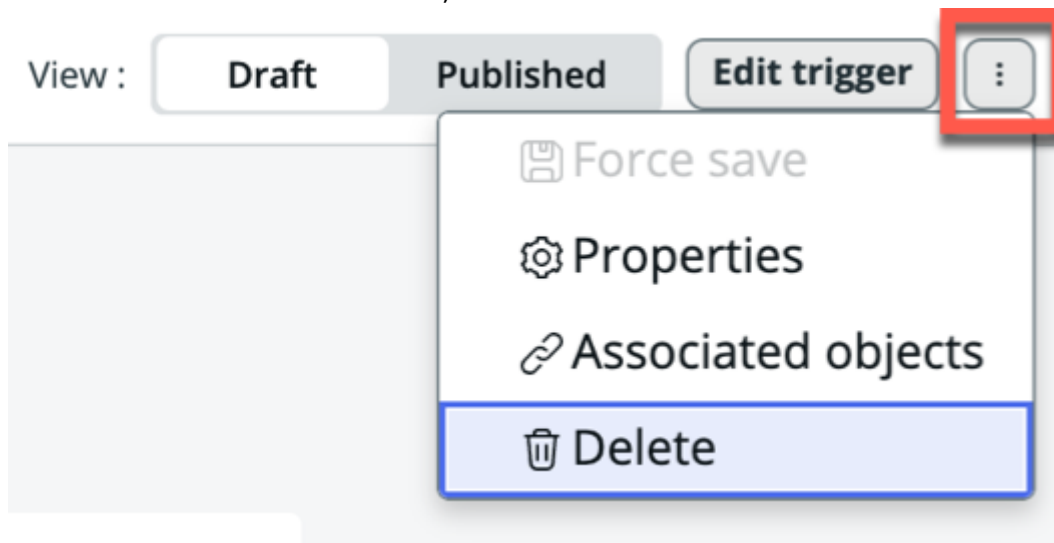 View : Draft Published Edit trigger
Force save
Properties
Associated objects
Delete